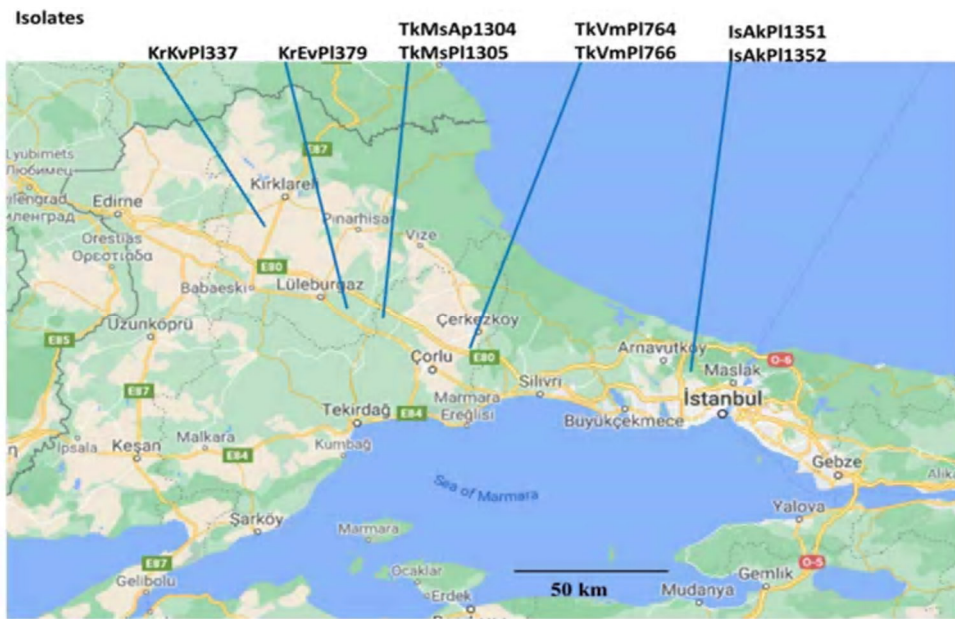 Isolates
TkMsAp1304 TkVmPl764 IsAkPl1351
KrKvPl337 KrEvPl379 TkMsPl1305 TkVmPl766 IsAkPl1352
E87
Lyubimets
Любимец
Kırklareli
Edirne
Pınarhisar
Vize
Orestias
Ορεστιάδα
E80
Babaeski
Lüleburgaz
Uzunköprü
Çerkezköy
E85
Çorlu
E80
Arnavutköy
O-6
Maslak
Silivri
E87
Marmara
Ereğlisi
İstanbul
Tekirdağ
E84
Büyükçekmece
İpsala
Keşan
Malkara
E84
Kumbağ
Gebze
Sea of Marmara
Şarköy
Marmara
Yalova
E87
Gelibolu
Ocaklar
O-5
50 km
Gemlik
Erdek
Mudanya